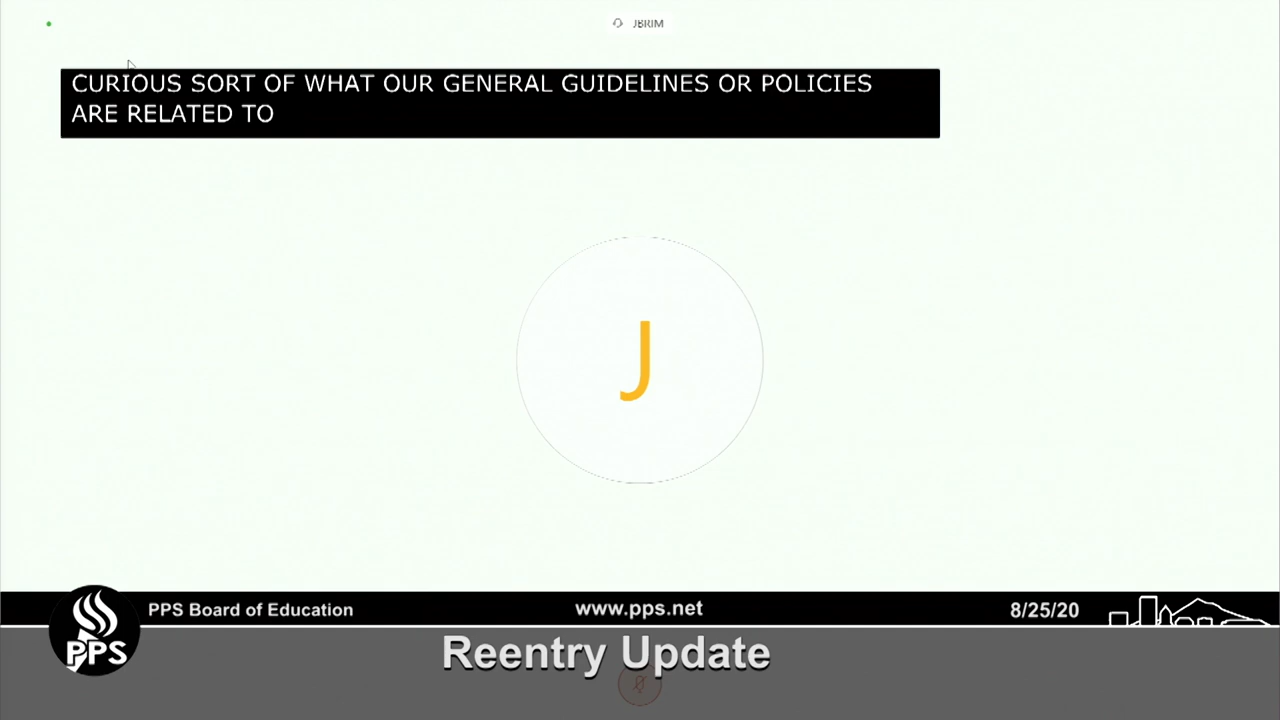 JBRIM
CURIOUS SORT OF WHAT OUR GENERAL GUIDELINES OR POLICIES
ARE RELATED TO
J
PPS Board of Education
www.pps.net
8/25/20
PPS
Reentry Update